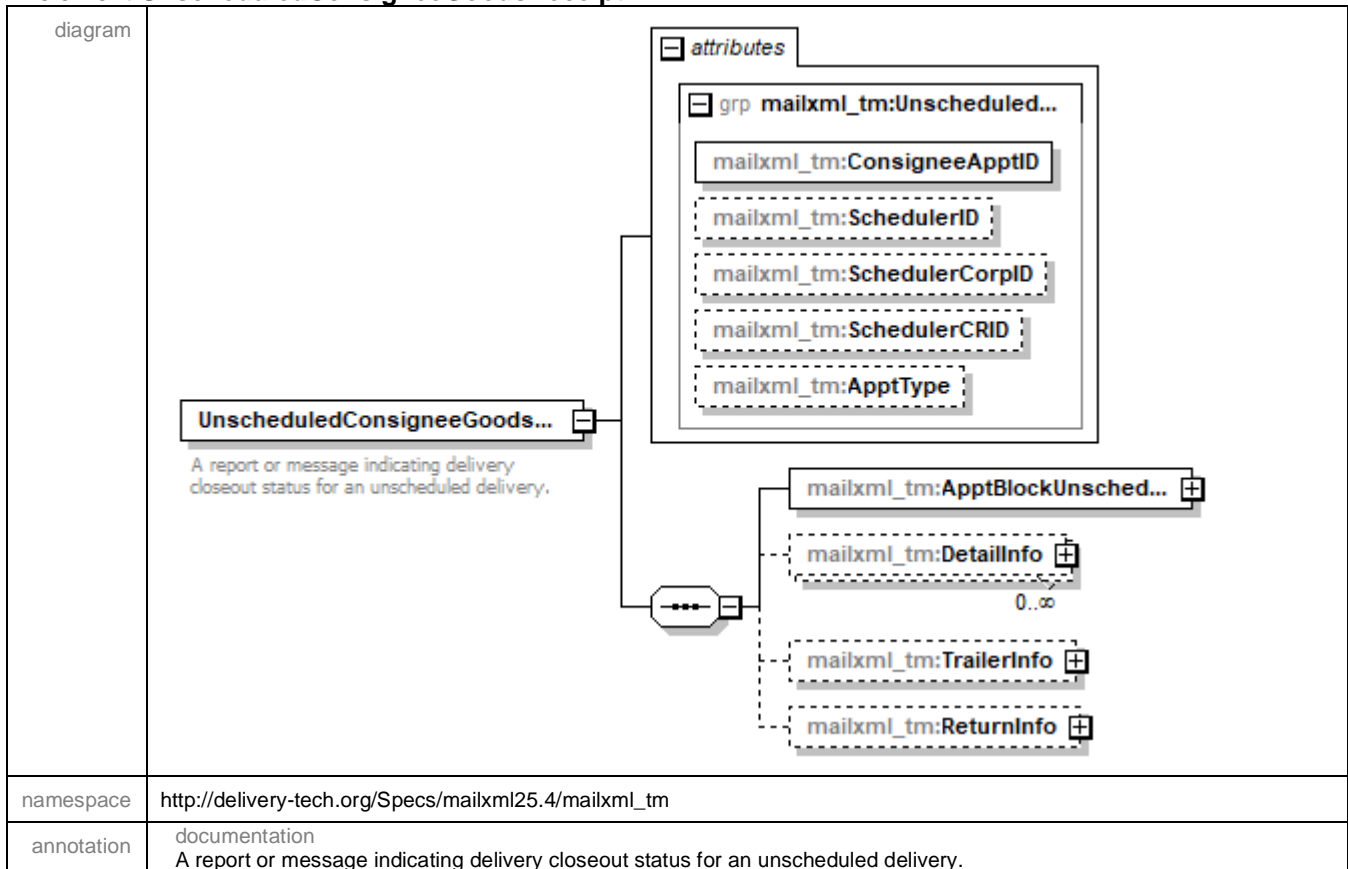 diagram
attributes
grp mailxml_tm:Unscheduled...
mailxml_tm:ConsigneeApptID
mailxml_tm:SchedulerID
mailxml_tm:SchedulerCorpID
mailxml_tm:SchedulerCRID
mailxml_tm:ApptType
UnscheduledConsigneeGoods...
A report or message indicating delivery
closeout status for an unscheduled delivery.
mailxml_tm:ApptBlockUnsched...
mailxml_tm:DetailInfo
0..∞
mailxml_tm:TrailerInfo
mailxml_tm:ReturnInfo
namespace http://delivery-tech.org/Specs/mailxml25.4/mailxml_tm
annotation documentation
A report or message indicating delivery closeout status for an unscheduled delivery.